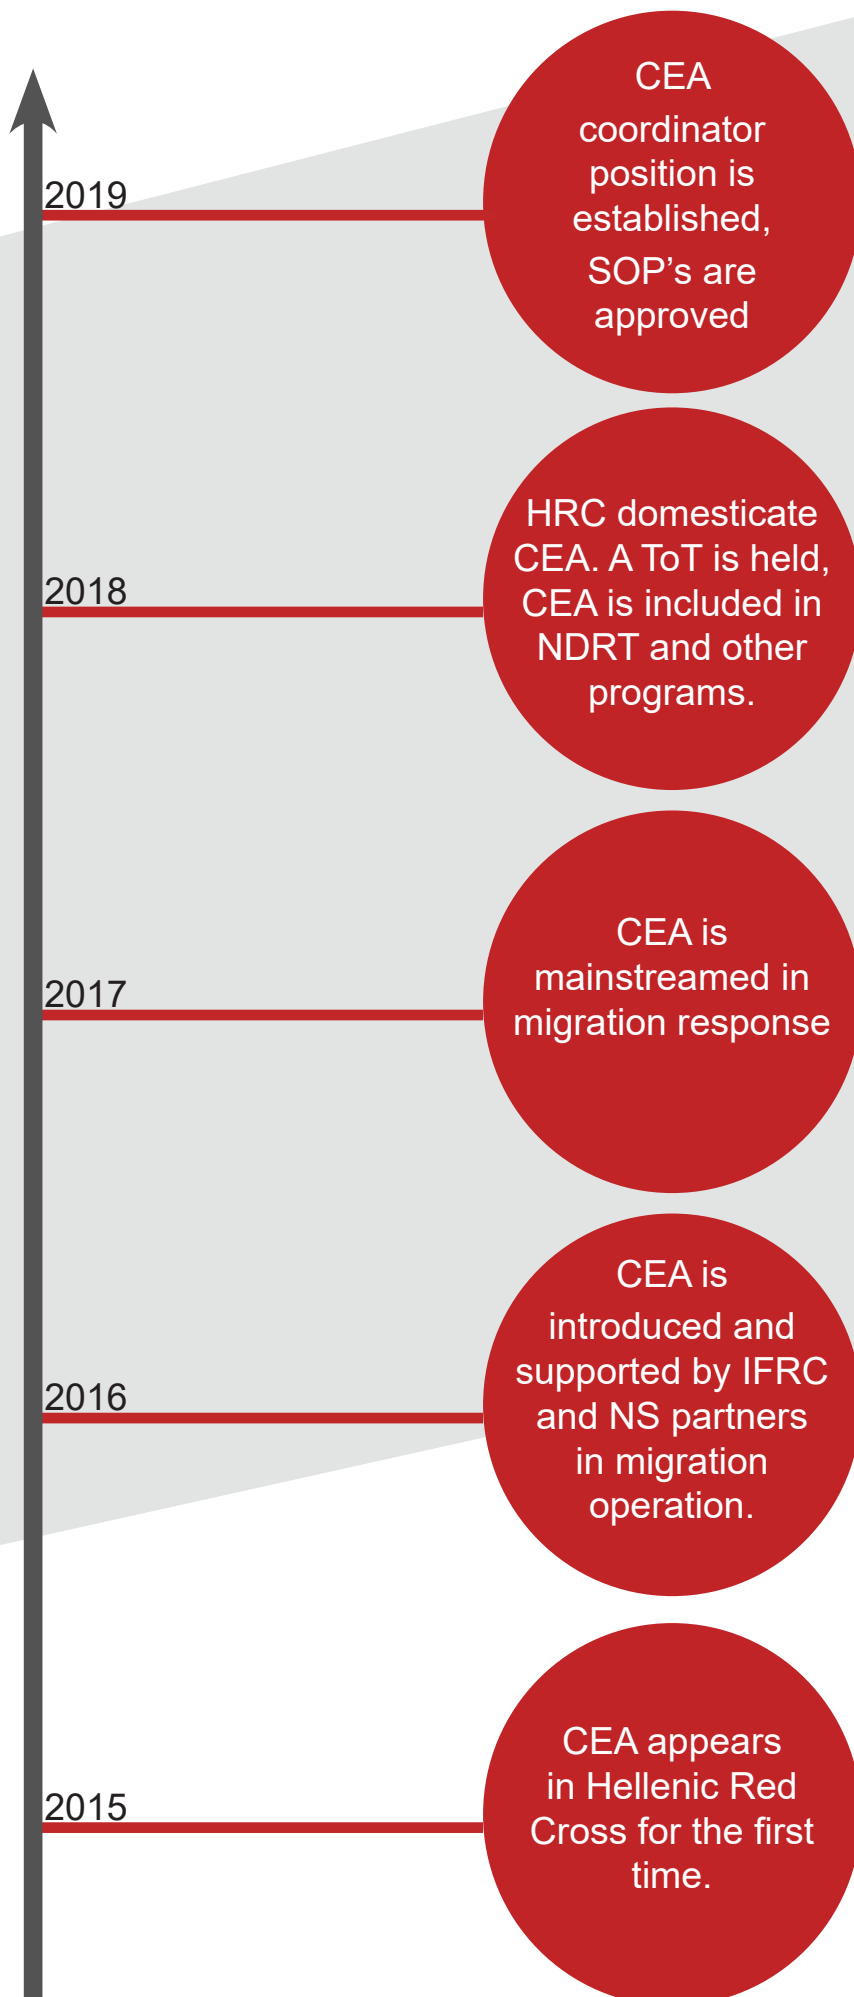 2019
CEA
coordinator
position is
established,
SOP’s are
approved
2018
HRC domesticate
CEA. A ToT is held,
CEA is included in
NDRT and other
programs.
2017
CEA is
mainstreamed in
migration response
2016
CEA is
introduced and
supported by IFRC
and NS partners
in migration
operation.
2015
CEA appears
in Hellenic Red
Cross for the first
time.